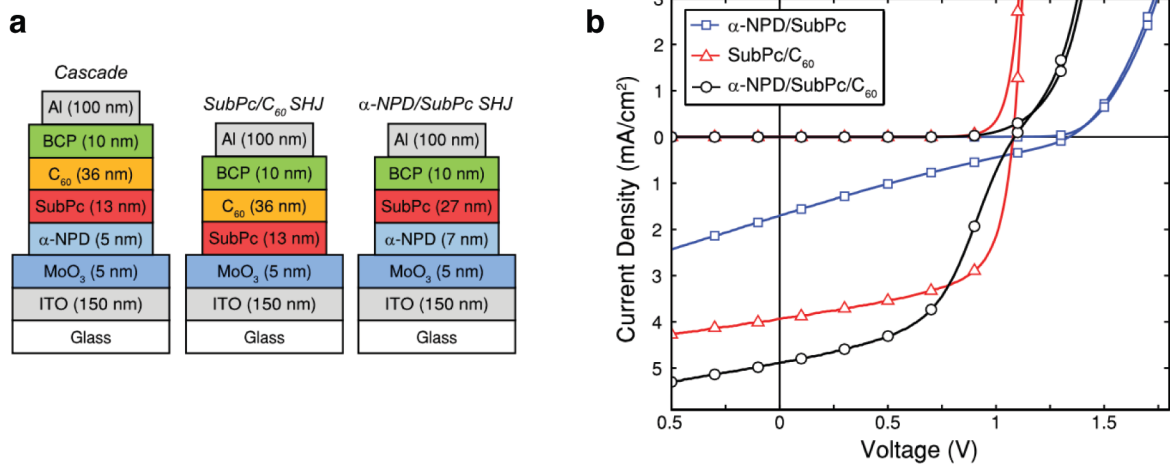 a
Cascade
Al (100 nm)
BCP (10 nm)
C60 (36 nm)
SubPc (13 nm)
α-NPD (5 nm)
MoO3 (5 nm)
ITO (150 nm)
Glass
SubPc/C60 SHJ
Al (100 nm)
BCP (10 nm)
C60 (36 nm)
SubPc (13 nm)
MoO3 (5 nm)
ITO (150 nm)
Glass
α-NPD/SubPc SHJ
Al (100 nm)
BCP (10 nm)
SubPc (27 nm)
α-NPD (7 nm)
MoO3 (5 nm)
ITO (150 nm)
Glass
b
α-NPD/SubPc
SubPc/C60
α-NPD/SubPc/C60
Current Density (mA/cm²)
3
2
1
0
1
2
3
4
5
0.5 0 0.5 1 1.5
Voltage (V)